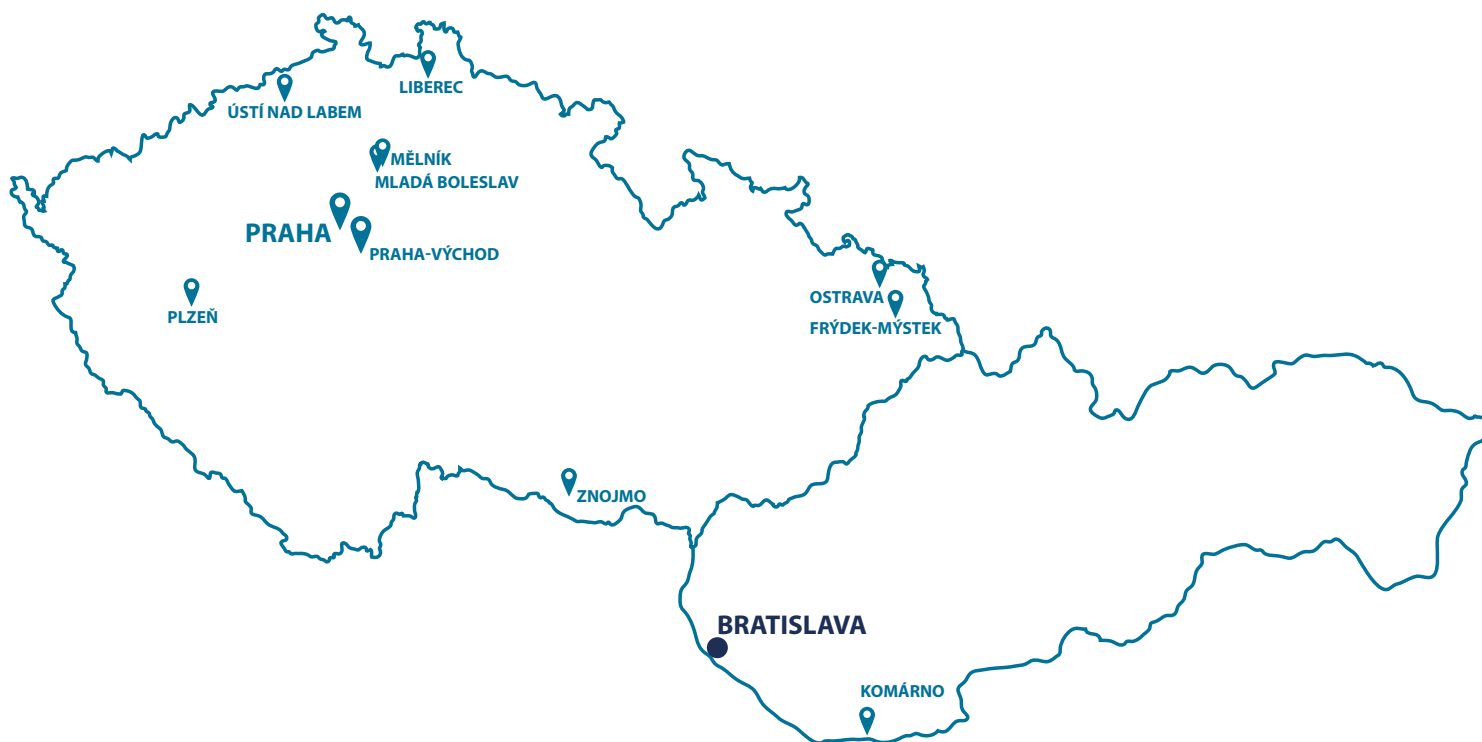 LIBEREC
ÚSTÍ NAD LABEM
MĚLNÍK
MLADÁ BOLESLAV
PRAHA
PRAHA-VÝCHOD
OSTRAVA
PLZEŇ
FRÝDEK-MÝSTEK
ZNOJMO
BRATISLAVA
KOMÁRNO